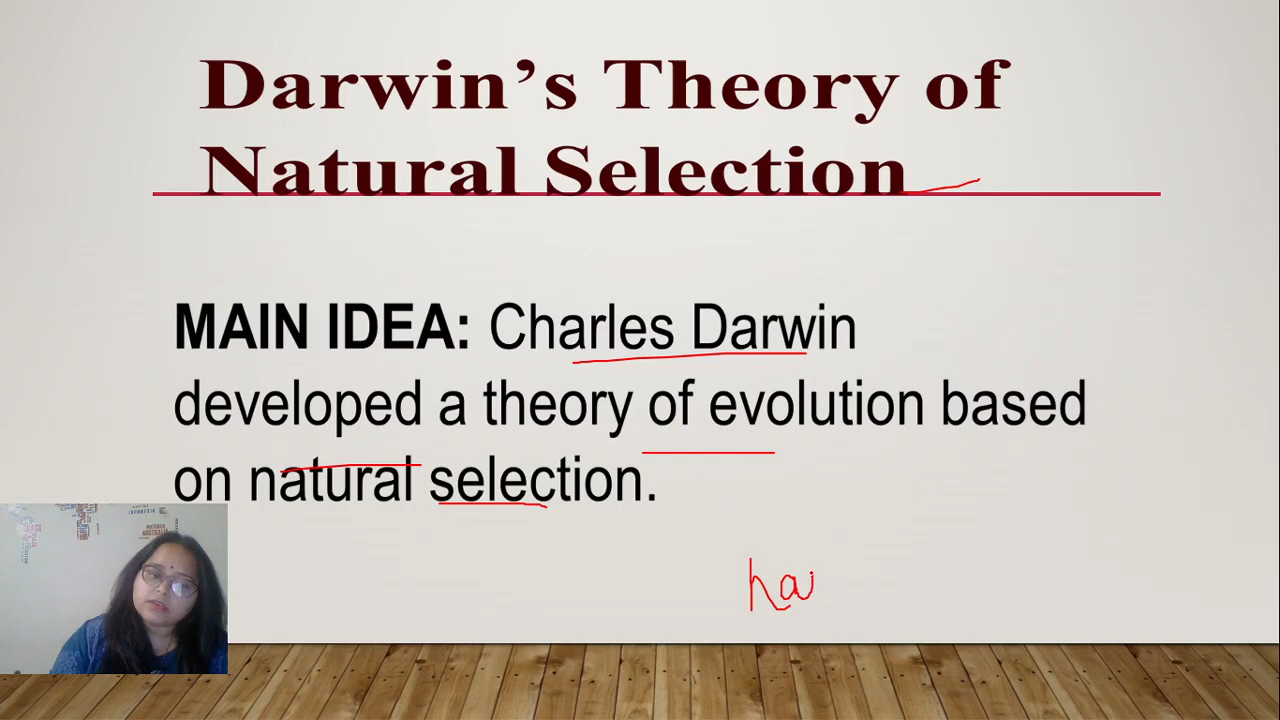 Darwin’s Theory of
Natural Selection
MAIN IDEA: Charles Darwin
developed a theory of evolution based
on natural selection.